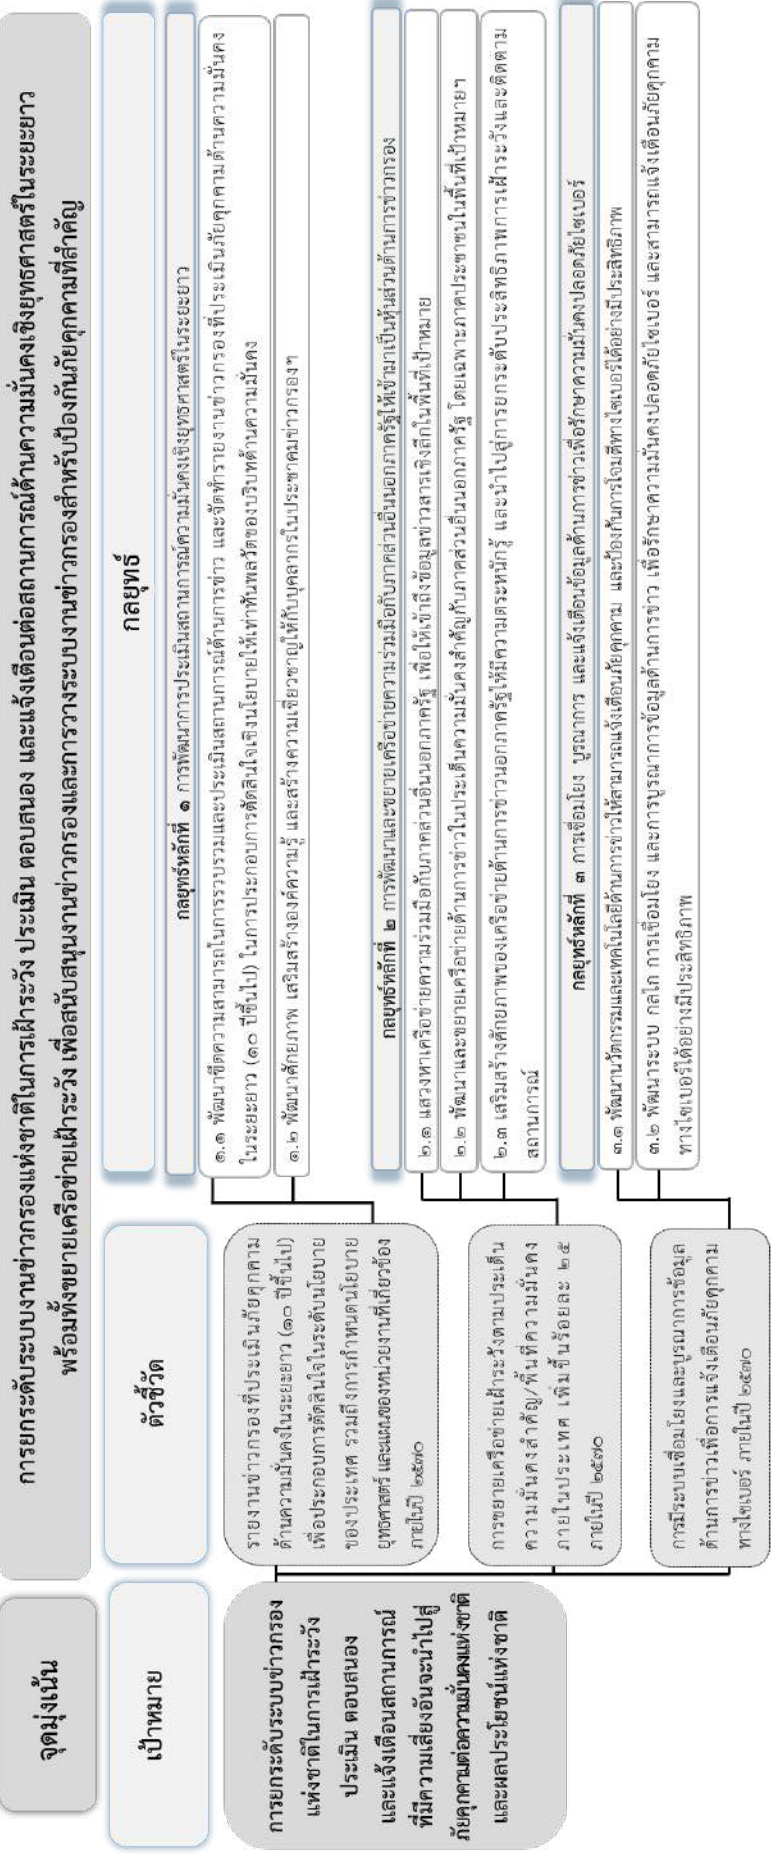 จุดมุ่งเน้น
การยกระดับระบบงานข่าวกรองแห่งชาติในการเฝ้าระวัง ประเมิน ตอบสนอง และแจ้งเตือนต่อสถานการณ์ด้านความมั่นคงเชิงยุทธศาสตร์ในระยะยาว
พร้อมทั้งขยายเครือข่ายเฝ้าระวัง เพื่อสนับสนุนงานข่าวกรองและการวางระบบงานข่าวกรองสำหรับป้องกันภัยคุกคามที่สำคัญ
เป้าหมาย
ตัวชี้วัด
กลยุทธ์
การยกระดับระบบข่าวกรอง
แห่งชาติในการเฝ้าระวัง
ประเมิน ตอบสนอง
และแจ้งเตือนสถานการณ์
ที่มีความเสี่ยงอันจะนำไปสู่
ภัยคุกคามต่อความมั่นคงแห่งชาติ
และผลประโยชน์แห่งชาติ
รายงานข่าวกรองที่ประเมินภัยคุกคาม
ด้านความมั่นคงในระยะยาว (๑๐ ปีขึ้นไป)
เพื่อประกอบการตัดสินใจในระดับนโยบาย
ของประเทศ รวมถึงการกำหนดนโยบาย
ยุทธศาสตร์ และแผนของหน่วยงานที่เกี่ยวข้อง
ภายในปี ๒๕๗๐
กลยุทธ์หลักที่ ๑ การพัฒนาการประเมินสถานการณ์ความมั่นคงเชิงยุทธศาสตร์ในระยะยาว
๑.๑ พัฒนาขีดความสามารถในการรวบรวมและประเมินสถานการณ์ด้านการข่าว และจัดทำรายงานข่าวกรองที่ประเมินภัยคุกคามด้านความมั่นคง
ในระยะยาว (๑๐ ปีขึ้นไป) ในการประกอบการตัดสินใจเชิงนโยบายให้เท่าทันพลวัตของบริบทด้านความมั่นคง
๑.๒ พัฒนาศักยภาพ เสริมสร้างองค์ความรู้ และสร้างความเชี่ยวชาญให้กับบุคลากรในประชาคมข่าวกรองฯ
การขยายเครือข่ายเฝ้าระวังตามประเด็น
ความมั่นคงสำคัญ/พื้นที่ความมั่นคง
ภายในประเทศ เพิ่มขึ้นร้อยละ ๒๕
ภายในปี ๒๕๗๐
กลยุทธ์หลักที่ ๒ การพัฒนาและขยายเครือข่ายความร่วมมือกับภาคส่วนอื่นนอกภาครัฐให้เข้ามาเป็นหุ้นส่วนด้านการข่าวกรอง
๒.๑ แสวงหาเครือข่ายความร่วมมือกับภาคส่วนอื่นนอกภาครัฐ เพื่อให้เข้าถึงข้อมูลข่าวสารเชิงลึกในพื้นที่เป้าหมาย
๒.๒ พัฒนาและขยายเครือข่ายด้านการข่าวในประเด็นความมั่นคงสำคัญกับภาคส่วนอื่นนอกภาครัฐ โดยเฉพาะภาคประชาชนในพื้นที่เป้าหมายฯ
๒.๓ เสริมสร้างศักยภาพของเครือข่ายด้านการข่าวนอกภาครัฐให้มีความตระหนักรู้ และนำไปสู่การยกระดับประสิทธิภาพการเฝ้าระวังและติดตาม
สถานการณ์
การมีระบบเชื่อมโยงและบูรณาการข้อมูล
ด้านการข่าวเพื่อการแจ้งเตือนภัยคุกคาม
ทางไซเบอร์ ภายในปี ๒๕๗๐
กลยุทธ์หลักที่ ๓ การเชื่อมโยง บูรณาการ และแจ้งเตือนข้อมูลด้านการข่าวเพื่อรักษาความมั่นคงปลอดภัยไซเบอร์
๓.๑ พัฒนานวัตกรรมและเทคโนโลยีด้านการข่าวให้สามารถแจ้งเตือนภัยคุกคาม และป้องกันการโจมตีทางไซเบอร์ได้อย่างมีประสิทธิภาพ
๓.๒ พัฒนาระบบ กลไก การเชื่อมโยง และการบูรณาการข้อมูลด้านการข่าว เพื่อรักษาความมั่นคงปลอดภัยไซเบอร์ และสามารถแจ้งเตือนภัยคุกคาม
ทางไซเบอร์ได้อย่างมีประสิทธิภาพ